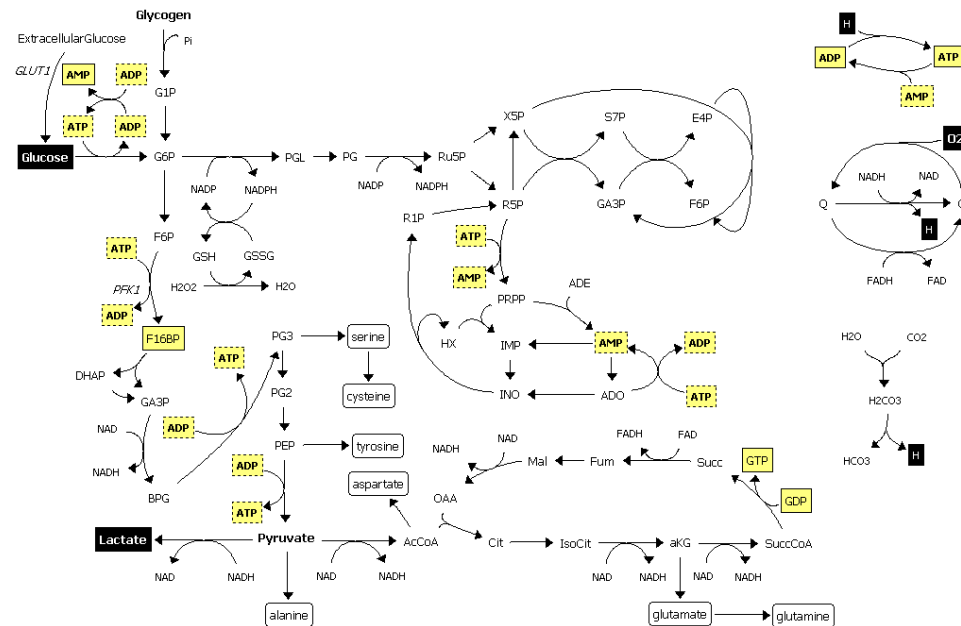 Glycogen
ExtracellularGlucose
Pi
H
GLUT1
AMP
ADP
ADP
ATP
G1P
AMP
ATP
ADP
X5P
S7P
E4P
O2
Glucose
G6P
PGL
PG
Ru5P
NADH
NAD
NADP
NADPH
NADP
NADPH
R5P
GA3P
F6P
Q
Q
R1P
H
F6P
ATP
GSH
GSSG
ATP
AMP
FADH
FAD
PFK1
H2O2
H2O
ADE
ADP
PRPP
F16BP
PG3
serine
HX
IMP
AMP
ADP
H2O
CO2
ATP
DHAP
PG2
cysteine
INO
ADO
ATP
GA3P
H2CO3
NAD
ADP
PEP
tyrosine
NAD
FADH
FAD
NADH
NADH
Mal
Fum
Succ
GTP
HCO3
H
ADP
aspartate
BPG
OAA
GDP
ATP
Lactate
Pyruvate
AcCoA
Cit
IsoCit
aKG
SuccCoA
NAD
NADH
NAD
NADH
NAD
NADH
NAD
NADH
alanine
glutamate
glutamine